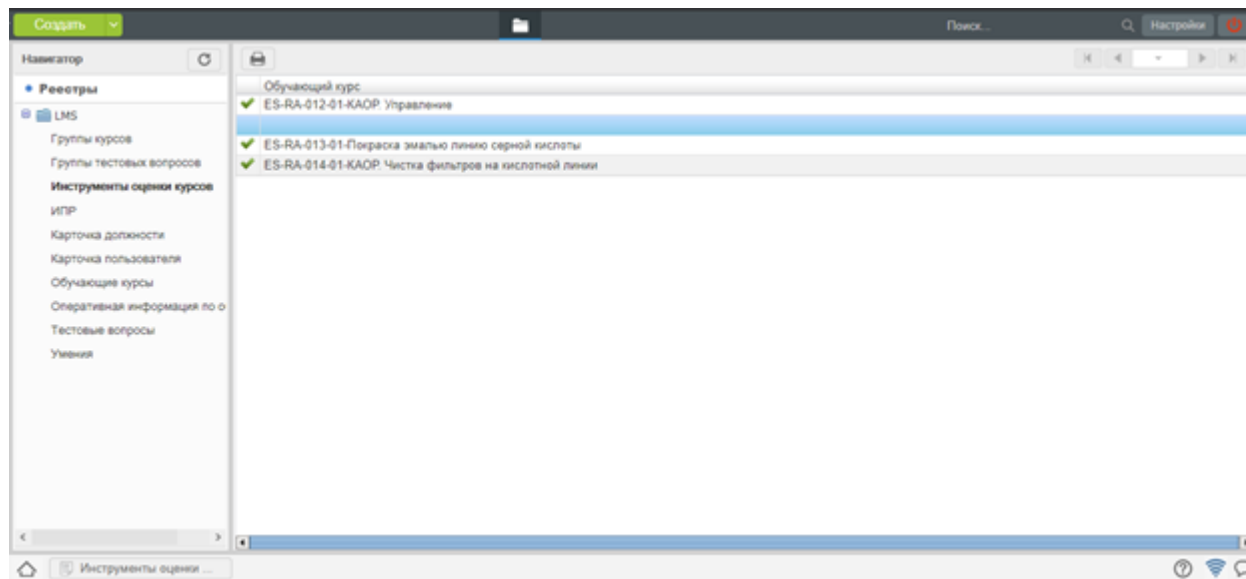 Создать
Поиск...
Настройки
Навигатор
Реестры
LMS
Группы курсов
Группы тестовых вопросов
Инструменты оценки курсов
ИПР
Карточка должности
Карточка пользователя
Обучающие курсы
Оперативная информация по о
Тестовые вопросы
Умения
Обучающий курс
ES-RA-012-01-КАОР. Управление
ES-RA-013-01-Покраска эмалью линию серной кислоты
ES-RA-014-01-КАОР. Чистка фильтров на кислотной линии
Инструменты оценки ...